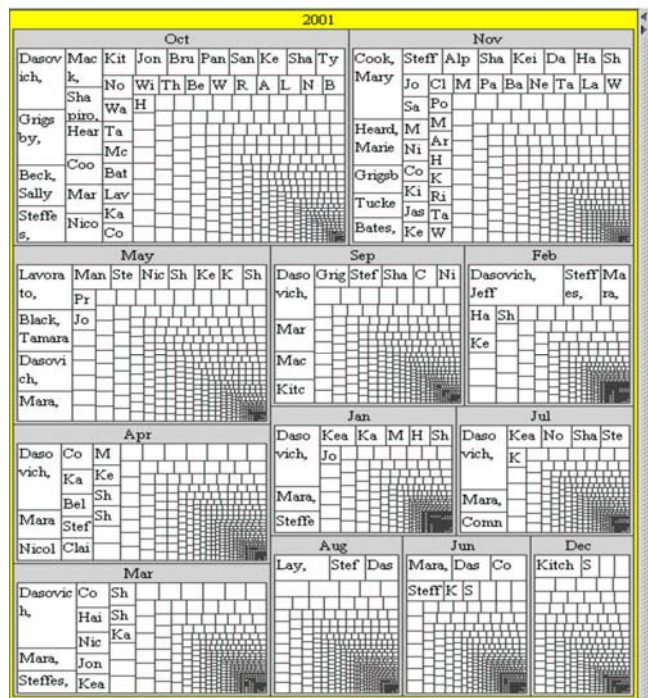 2001
Oct
Dasov Mac Kit Jon Bru Pan San Ke Sha Ty
ich, k,
No Wi Th Be W R A L N B
Sha Wa H
piro,
Grigs Hear Ta
by, Mc
Coo
Beck, Bat
Sally Mar Lav
Steffe Nico Ka
s, Co
Nov
Cook, Steff Alp Sha Kei Da Ha Sh
Mary
Jo Cl M Pa Ba Ne Ta La W
Sa Po
Heard, M M
Marie Ni Ar
H
Grigsb Co K
Tucke Ki Ri
Jas Ta
Bates, Ke W
May
Lavora Man Ste Nic Sh Ke K Sh
to, Pr
Black, Jo
Tamara
Dasovi
ch,
Mara,
Sep
Daso Grig Stef Sha C Ni
vich,
Mar
Mac
Kitc
Feb
Dasovich, Steff Ma
Jeff es, ra,
Ha Sh
Ke
Apr
Daso Co M
vich, Ka Ke
Bel Sh
Mara Stef Sh
Nicol Clai
Jan
Daso Kea Ka M H Sh
vich, Jo
Mara,
Steffe
Jul
Daso Kea No Sha Ste
vich, K
Mara,
Comn
Mar
Dasovic Co Sh
h, Hai Sh
Nic Ka
Mara, Jon
Steffes, Kea
Aug
Lay, Stef Das
Jun
Mara, Das Co
Steff K S
Dec
Kitch S